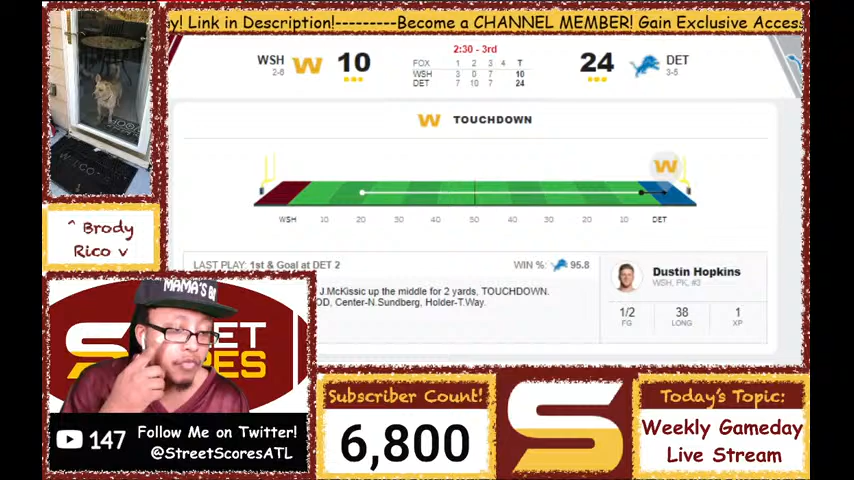 y! Link in Description!---------Become a CHANNEL MEMBER! Gain Exclusive Access
WSH
2-6
W
10
2:30 - 3rd
FOX 1 2 3 4 T
WSH 3 0 7 10
DET 7 10 7 24
24
DET
3-5
W TOUCHDOWN
W
WSH 10 20 30 40 50 40 30 20 10 DET
LAST PLAY: 1st & Goal at DET 2
WIN %: 95.8
J.McKissic up the middle for 2 yards, TOUCHDOWN.
OD, Center-N.Sundberg, Holder-T.Way.
Dustin Hopkins
WSH, PK, #3
1/2 38 1
FG LONG XP
WELCO
^ Brody
Rico v
MAMA'S B
S
ET
RES
147
Follow Me on Twitter!
@StreetScoresATL
Subscriber Count!
6,800
S
Today's Topic:
Weekly Gameday
Live Stream